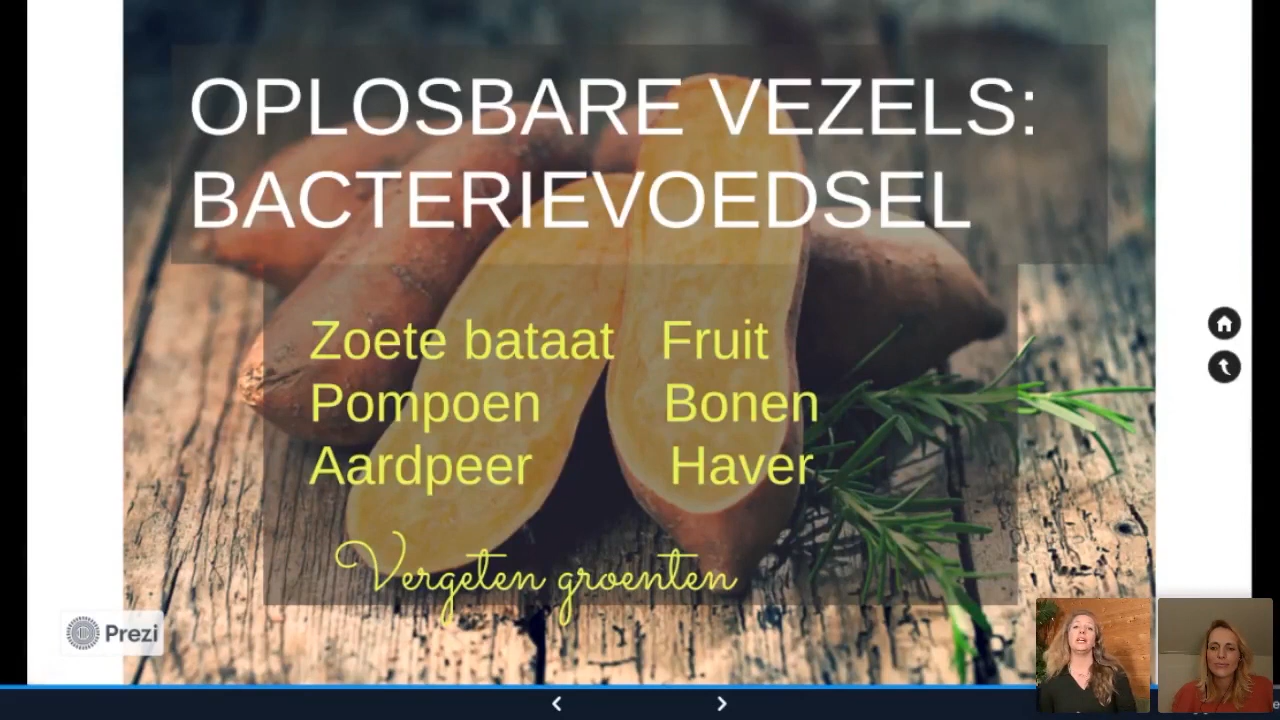 OPLOSBARE VEZELS:
BACTERIEVOEDSEL
Zoete bataat Fruit
Pompoen Bonen
Aardpeer Haver
Vergeten groenten
Prezi